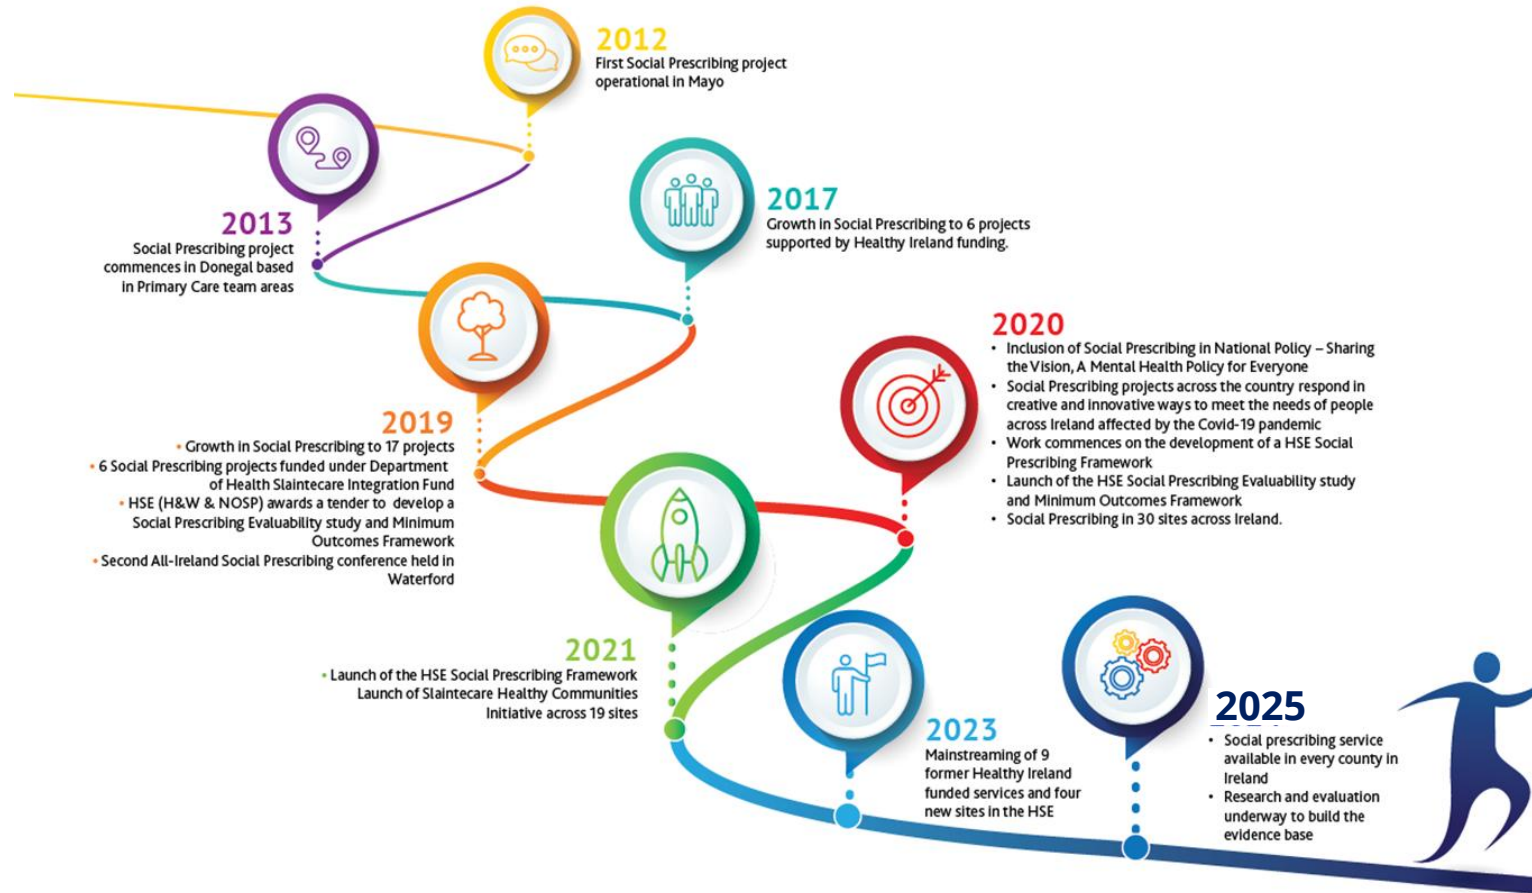 2012
First Social Prescribing project
operational in Mayo
2013
Social Prescribing project
commences in Donegal based
in Primary Care team areas
2017
Growth in Social Prescribing to 6 projects
supported by Healthy Ireland funding.
2019
• Growth in Social Prescribing to 17 projects
• 6 Social Prescribing projects funded under Department
of Health Slaintecare Integration Fund
• HSE (H&W & NOSP) awards a tender to develop a
Social Prescribing Evaluability study and Minimum
Outcomes Framework
• Second All-Ireland Social Prescribing conference held in
Waterford
2020
• Inclusion of Social Prescribing in National Policy – Sharing
the Vision, A Mental Health Policy for Everyone
• Social Prescribing projects across the country respond in
creative and innovative ways to meet the needs of people
across Ireland affected by the Covid-19 pandemic
• Work commences on the development of a HSE Social
Prescribing Framework
• Launch of the HSE Social Prescribing Evaluability study
and Minimum Outcomes Framework
• Social Prescribing in 30 sites across Ireland.
2021
• Launch of the HSE Social Prescribing Framework
Launch of Slaintecare Healthy Communities
Initiative across 19 sites
2023
Mainstreaming of 9
former Healthy Ireland
funded services and four
new sites in the HSE
2025
• Social prescribing service
available in every county in
Ireland
• Research and evaluation
underway to build the
evidence base